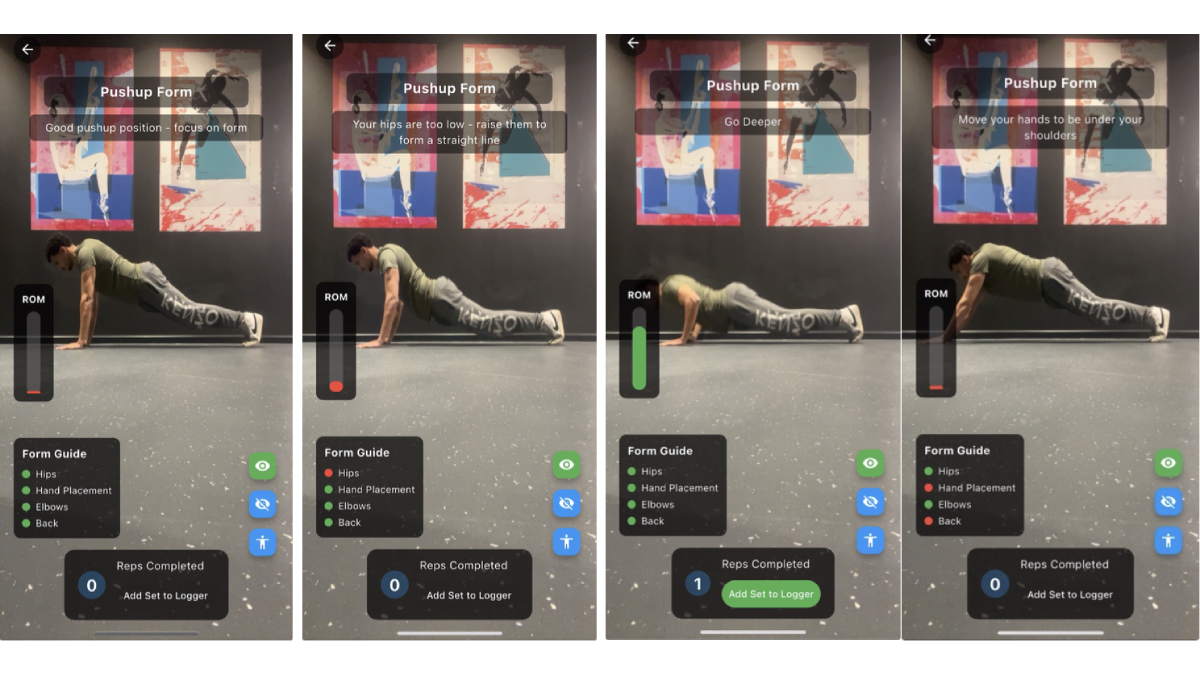 Pushup Form
Good pushup position - focus on form
KENZO
ROM
Form Guide
Hips
Hand Placement
Elbows
Back
Reps Completed
0
Add Set to Logger
Pushup Form
Your hips are too low - raise them to
form a straight line
KENZO
ROM
Form Guide
Hips
Hand Placement
Elbows
Back
Reps Completed
0
Add Set to Logger
Pushup Form
Go Deeper
KENZO
ROM
Form Guide
Hips
Hand Placement
Elbows
Back
Reps Completed
1
Add Set to Logger
Pushup Form
Move your hands to be under your
shoulders
KENZO
ROM
Form Guide
Hips
Hand Placement
Elbows
Back
Reps Completed
0
Add Set to Logger